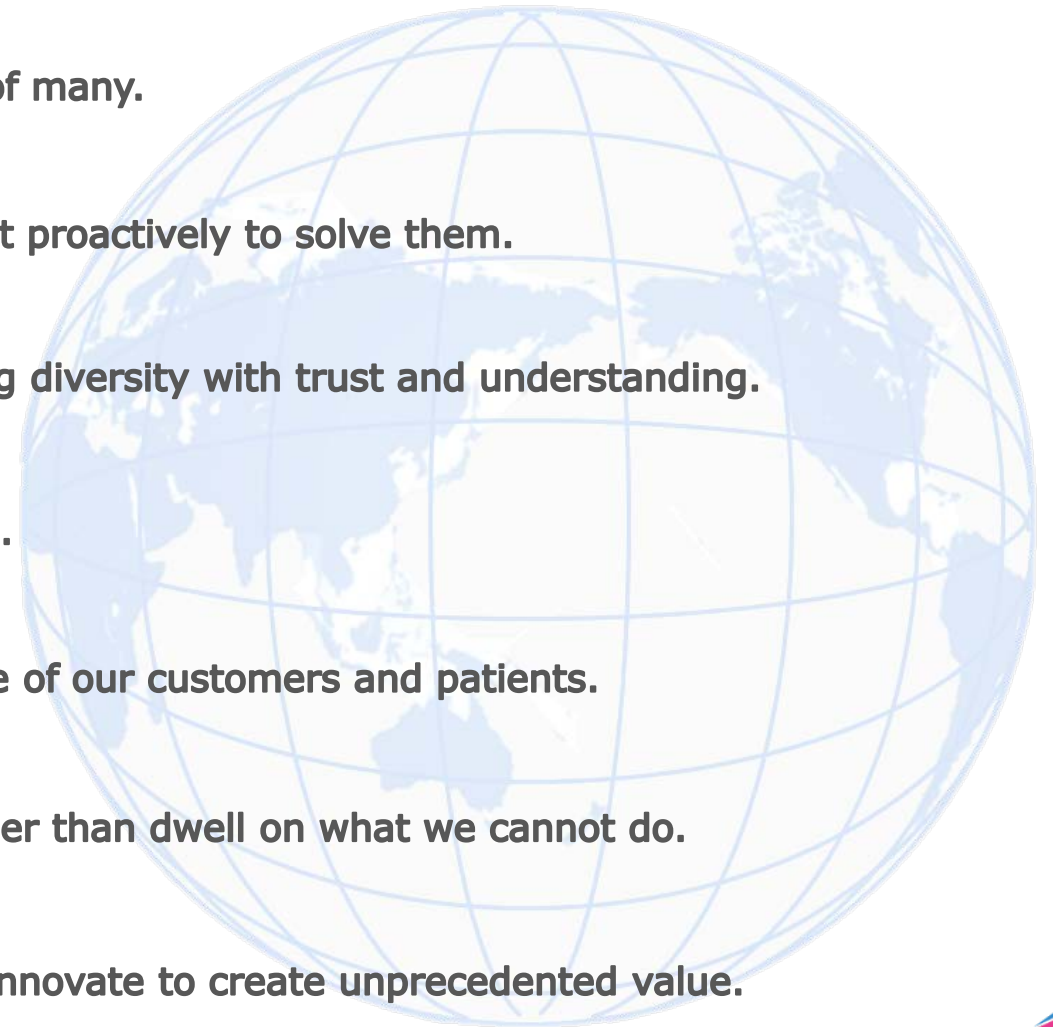 of many.
t proactively to solve them.
g diversity with trust and understanding.
.
e of our customers and patients.
er than dwell on what we cannot do.
nnovate to create unprecedented value.